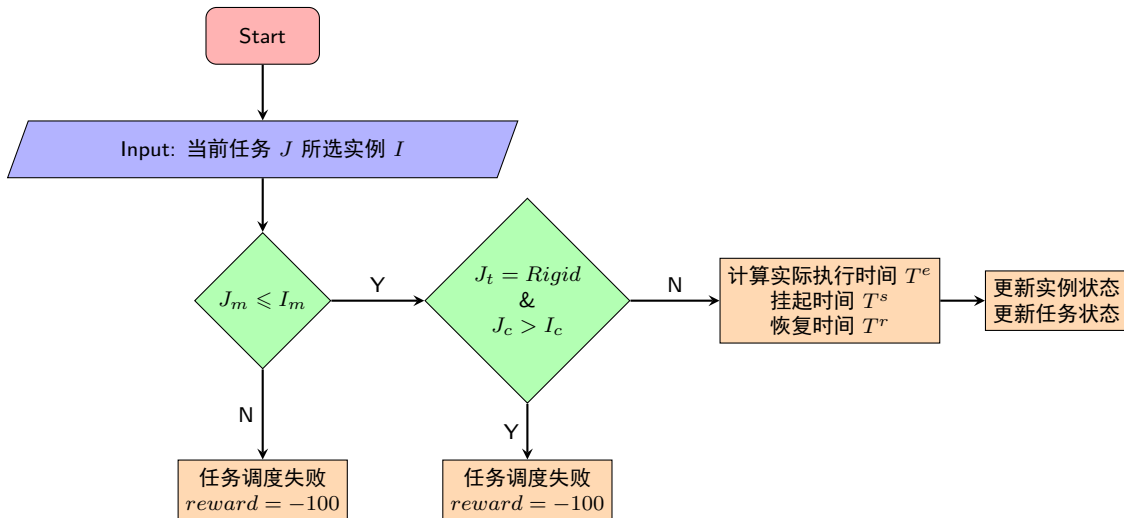 Start
Input: 当前任务 J 所选实例 I
J_m ⩽ I_m
Y
J_t = Rigid
&
J_c > I_c
N
计算实际执行时间 T^e
挂起时间 T^s
恢复时间 T^r
更新实例状态
更新任务状态
N
Y
任务调度失败
reward = −100
任务调度失败
reward = −100